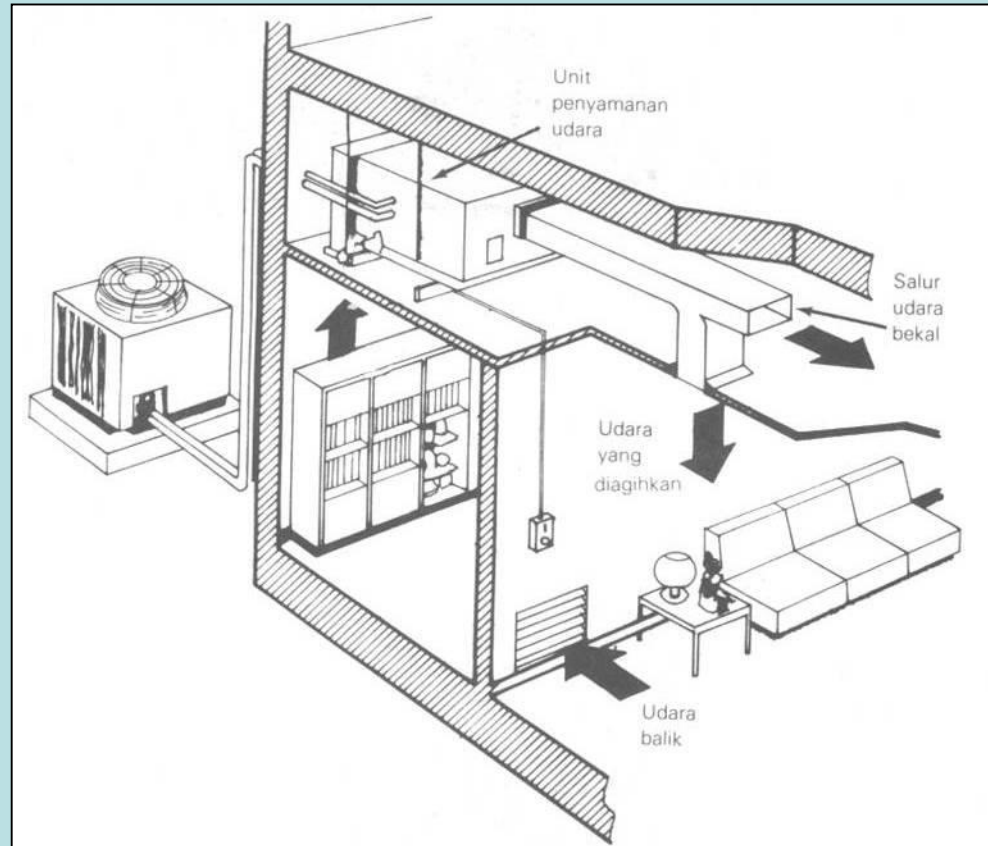 Unit
penyamanan
udara
Salur
udara
bekal
Udara
yang
diagihkan
Udara
balik